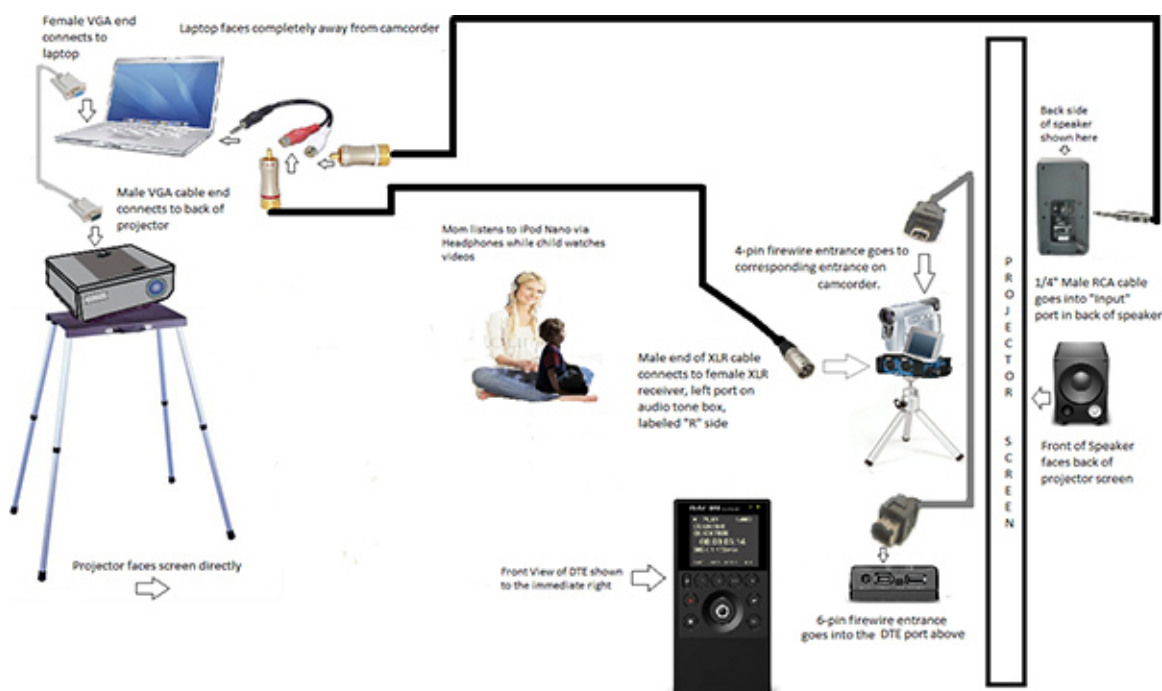 Female VGA end
connects to
laptop
Laptop faces completely away from camcorder
Male VGA cable end
connects to back of
projector
Projector faces screen directly
Mom listens to iPod Nano via
Headphones while child watches
videos
4-pin firewire entrance goes to
corresponding entrance on
camcorder.
Male end of XLR cable
connects to female XLR
receiver, left port on
audio tone box,
labeled "R" side
Front View of DTE shown
to the immediate right
PLAY
6-pin firewire entrance
goes into the DTE port above
PROJECTOR SCREEN
Back side
of speaker
shown here
1/4" Male RCA cable
goes into "Input"
port in back of speaker
Front of Speaker
faces back of
projector screen